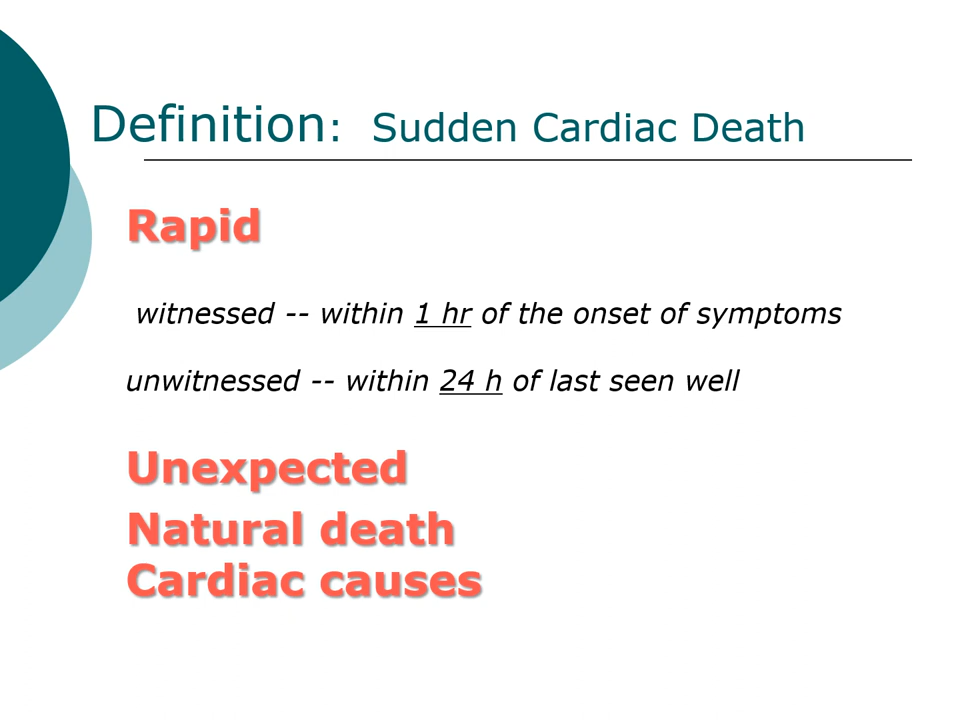 Definition: Sudden Cardiac Death
Rapid
witnessed -- within 1 hr of the onset of symptoms
unwitnessed -- within 24 h of last seen well
Unexpected
Natural death
Cardiac causes